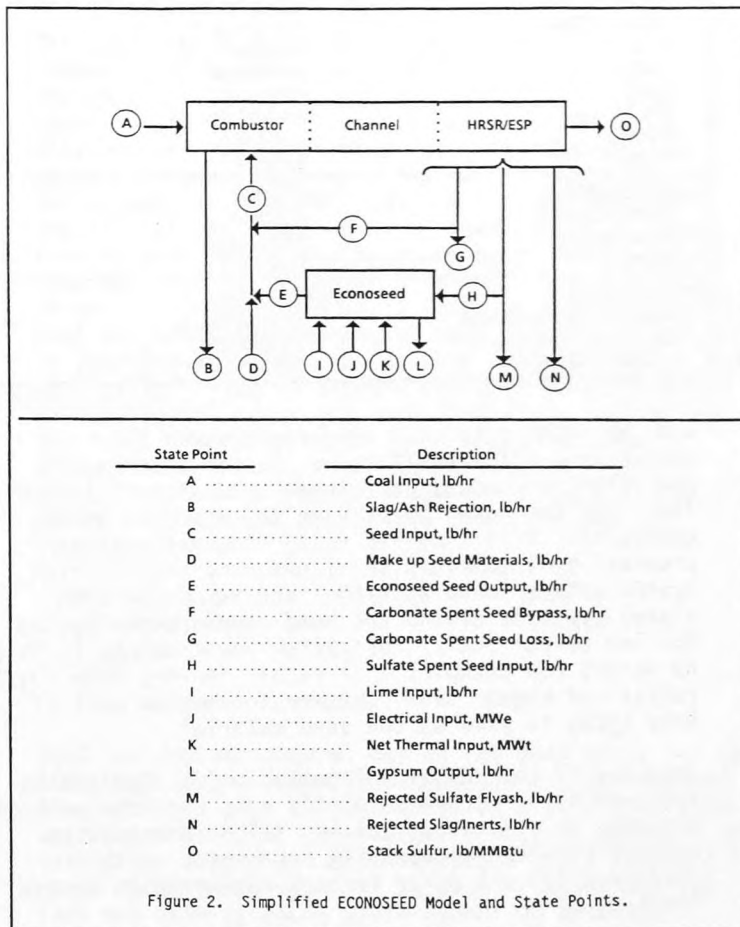 A
Combustor
Channel
HRSR/ESP
O
C
F
G
E
Econoseed
H
B
D
I
J
K
L
M
N
State Point Description
A .......... Coal Input, lb/hr
B .......... Slag/Ash Rejection, lb/hr
C .......... Seed Input, lb/hr
D .......... Make up Seed Materials, lb/hr
E .......... Econoseed Seed Output, lb/hr
F .......... Carbonate Spent Seed Bypass, lb/hr
G .......... Carbonate Spent Seed Loss, lb/hr
H .......... Sulfate Spent Seed Input, lb/hr
I .......... Lime Input, lb/hr
J .......... Electrical Input, MWe
K .......... Net Thermal Input, MWt
L .......... Gypsum Output, lb/hr
M .......... Rejected Sulfate Flyash, lb/hr
N .......... Rejected Slag/Inerts, lb/hr
O .......... Stack Sulfur, lb/MMBtu
Figure 2. Simplified ECONOSEED Model and State Points.